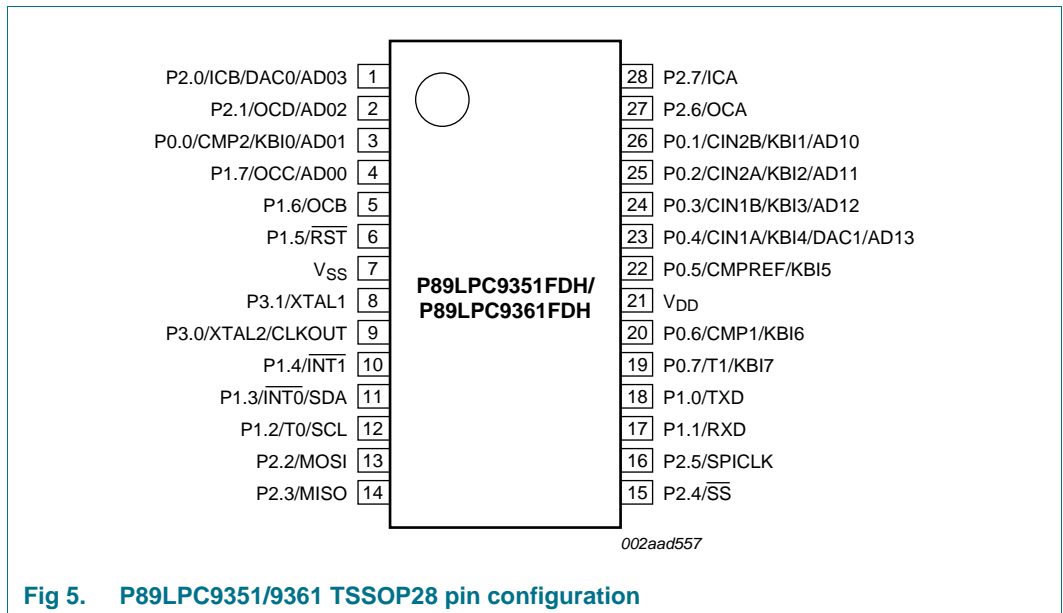 P2.0/ICB/DAC0/AD03 1
P2.1/OCD/AD02 2
P0.0/CMP2/KBI0/AD01 3
P1.7/OCC/AD00 4
P1.6/OCB 5
P1.5/R̅S̅T̅ 6
VSS 7
P3.1/XTAL1 8
P3.0/XTAL2/CLKOUT 9
P1.4/I̅N̅T̅1̅ 10
P1.3/I̅N̅T̅0̅/SDA 11
P1.2/T0/SCL 12
P2.2/MOSI 13
P2.3/MISO 14
P89LPC9351FDH/
P89LPC9361FDH
28 P2.7/ICA
27 P2.6/OCA
26 P0.1/CIN2B/KBI1/AD10
25 P0.2/CIN2A/KBI2/AD11
24 P0.3/CIN1B/KBI3/AD12
23 P0.4/CIN1A/KBI4/DAC1/AD13
22 P0.5/CMPREF/KBI5
21 VDD
20 P0.6/CMP1/KBI6
19 P0.7/T1/KBI7
18 P1.0/TXD
17 P1.1/RXD
16 P2.5/SPICLK
15 P2.4/S̅S̅
002aad557
Fig 5. P89LPC9351/9361 TSSOP28 pin configuration